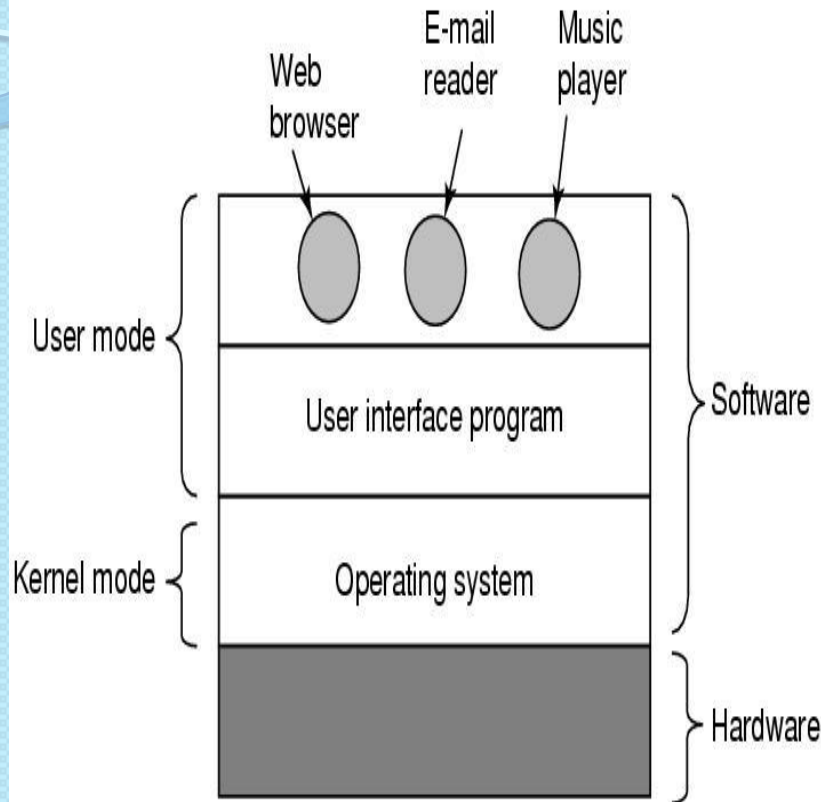 Web
browser
E-mail
reader
Music
player
User mode
User interface program
Software
Kernel mode
Operating system
Hardware